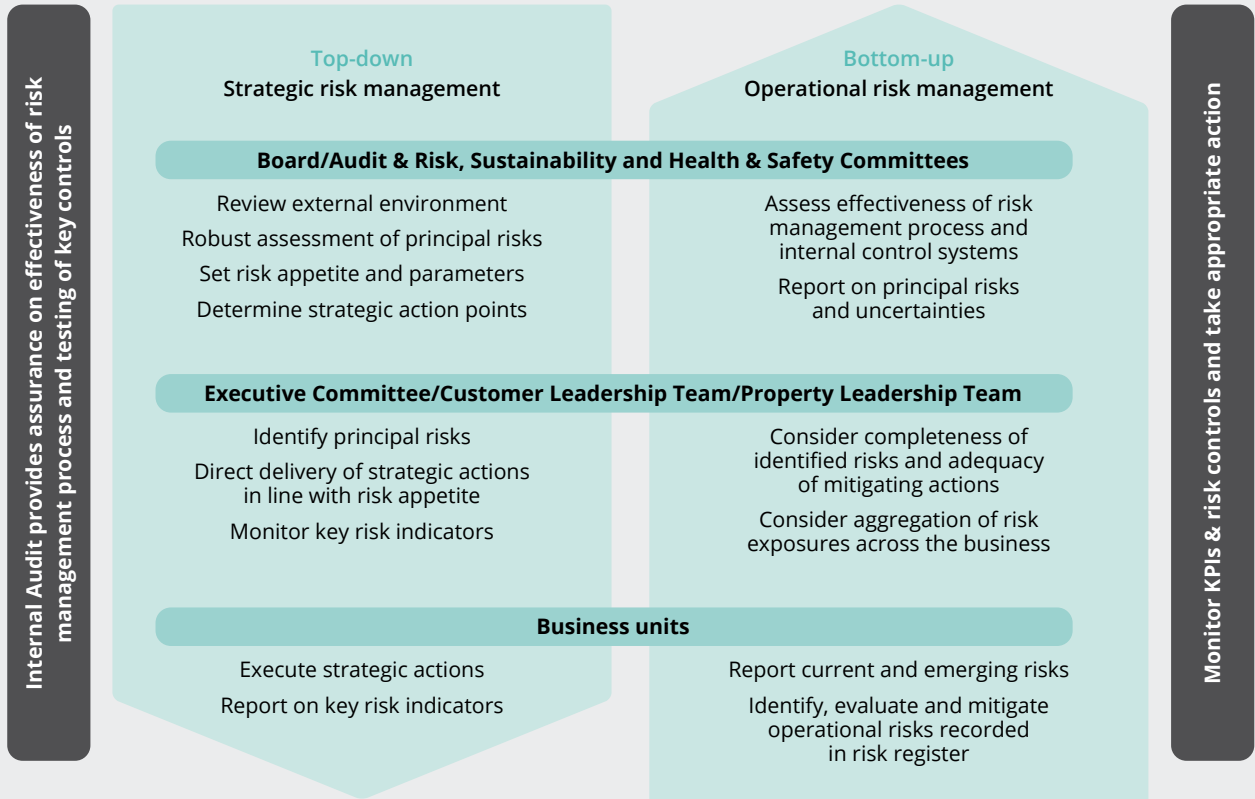 Internal Audit provides assurance on effectiveness of risk
management process and testing of key controls
Top-down
Strategic risk management
Bottom-up
Operational risk management
Board/Audit & Risk, Sustainability and Health & Safety Committees
Review external environment
Robust assessment of principal risks
Set risk appetite and parameters
Determine strategic action points
Assess effectiveness of risk
management process and
internal control systems
Report on principal risks
and uncertainties
Executive Committee/Customer Leadership Team/Property Leadership Team
Identify principal risks
Direct delivery of strategic actions
in line with risk appetite
Monitor key risk indicators
Consider completeness of
identified risks and adequacy
of mitigating actions
Consider aggregation of risk
exposures across the business
Business units
Execute strategic actions
Report on key risk indicators
Report current and emerging risks
Identify, evaluate and mitigate
operational risks recorded
in risk register
Monitor KPIs & risk controls and take appropriate action